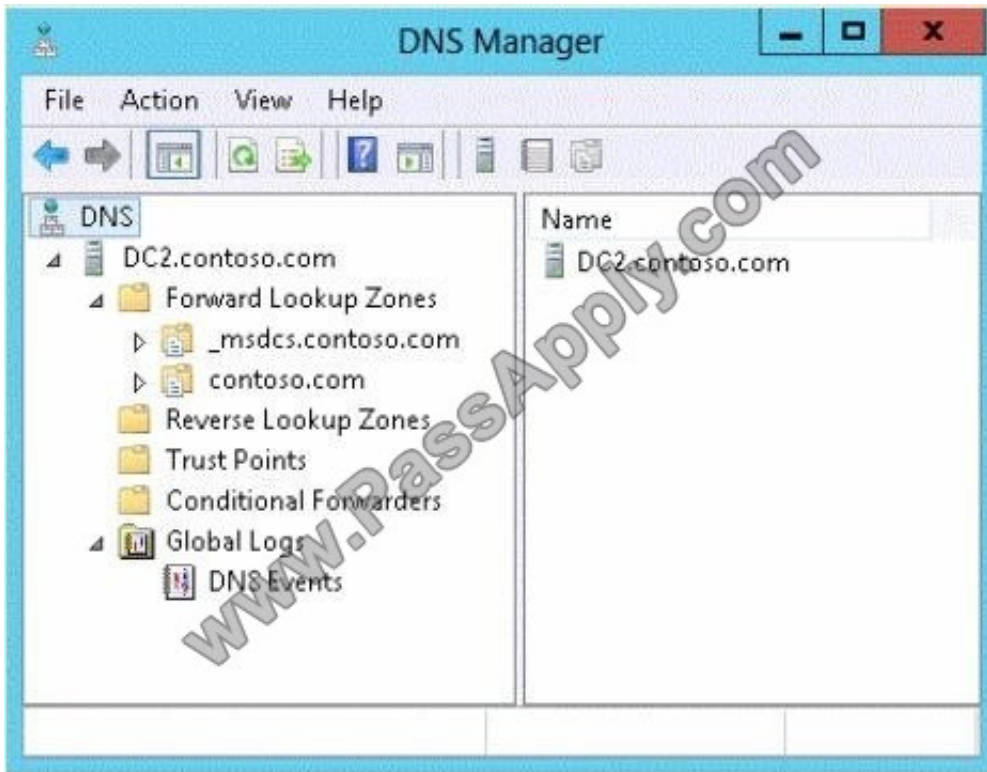 DNS Manager
File Action View Help
DNS
DC2.contoso.com
Forward Lookup Zones
_msdcs.contoso.com
contoso.com
Reverse Lookup Zones
Trust Points
Conditional Forwarders
Global Logs
DNS Events
Name
DC2.contoso.com
www.PassApply.com